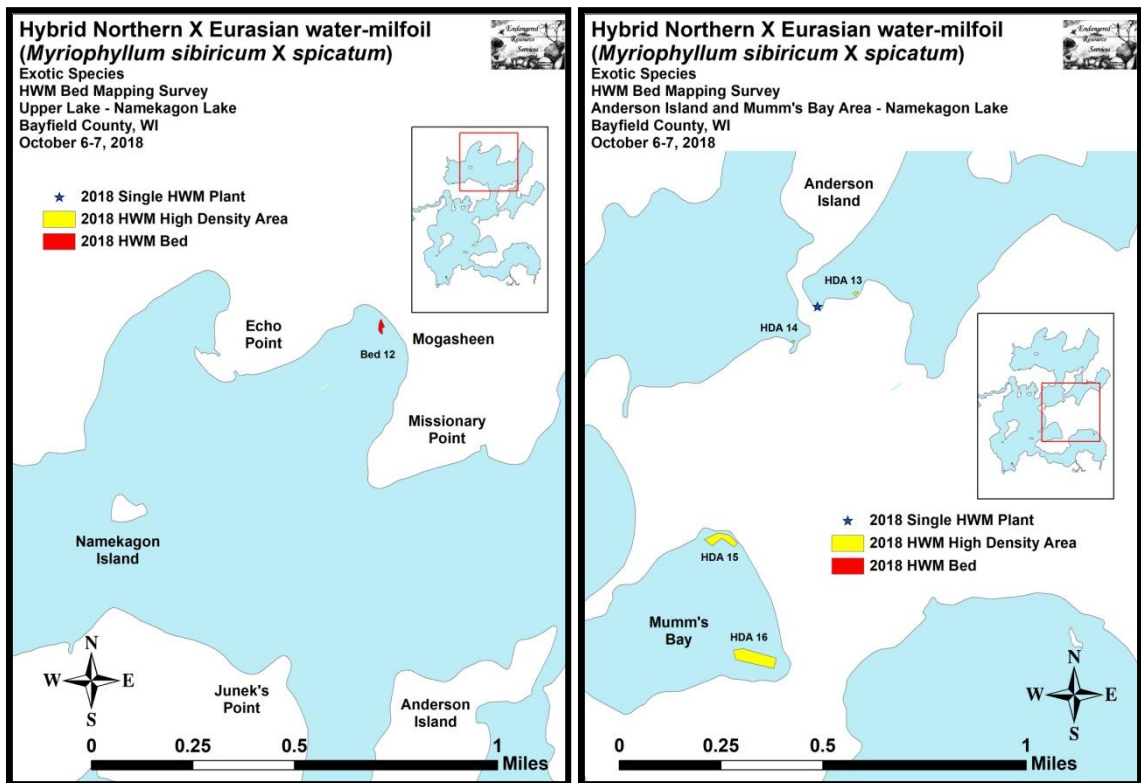 Hybrid Northern X Eurasian water-milfoil
(Myriophyllum sibiricum X spicatum)
Exotic Species
HWM Bed Mapping Survey
Upper Lake - Namekagon Lake
Bayfield County, WI
October 6-7, 2018
Endangered
Resource
Services
2018 Single HWM Plant
2018 HWM High Density Area
2018 HWM Bed
Echo
Point
Mogasheen
Bed 12
Missionary
Point
Namekagon
Island
N
W E
S
Junek's
Point
Anderson
Island
0 0.25 0.5 1
Miles
Hybrid Northern X Eurasian water-milfoil
(Myriophyllum sibiricum X spicatum)
Exotic Species
HWM Bed Mapping Survey
Anderson Island and Mumm's Bay Area - Namekagon Lake
Bayfield County, WI
October 6-7, 2018
Endangered
Resource
Services
Anderson
Island
HDA 13
HDA 14
2018 Single HWM Plant
2018 HWM High Density Area
2018 HWM Bed
HDA 15
Mumm's
Bay
HDA 16
N
W E
S
0 0.25 0.5 1
Miles